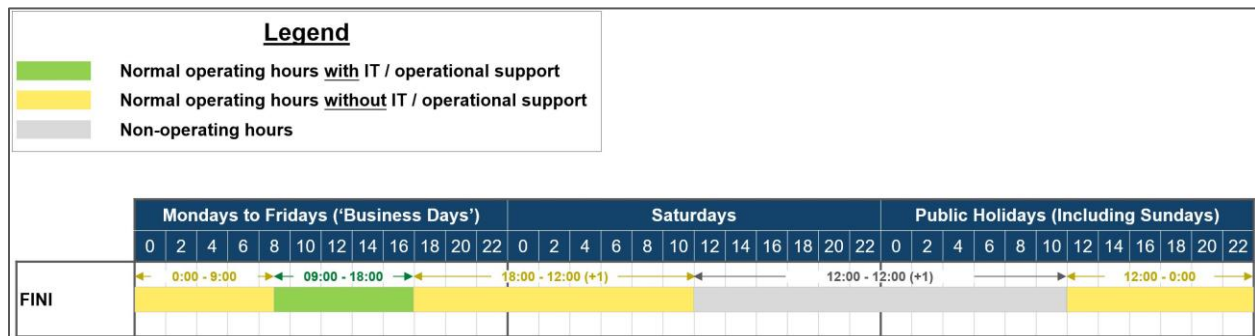 Legend
Normal operating hours with IT / operational support
Normal operating hours without IT / operational support
Non-operating hours
Mondays to Fridays (‘Business Days’) Saturdays Public Holidays (Including Sundays)
0 2 4 6 8 10 12 14 16 18 20 22 0 2 4 6 8 10 12 14 16 18 20 22 0 2 4 6 8 10 12 14 16 18 20 22
0:00 - 9:00 09:00 - 18:00 18:00 - 12:00 (+1) 12:00 - 12:00 (+1) 12:00 - 0:00
FINI